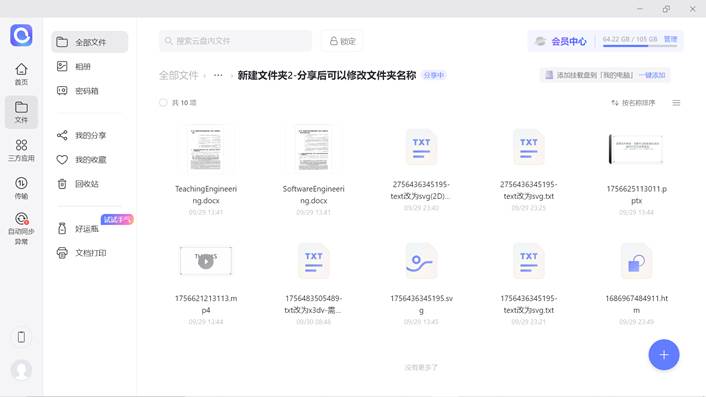 搜索云盘内文件
锁定
会员中心
64.22 GB / 105 GB
管理
全部文件
相册
密码箱
我的分享
我的收藏
回收站
试试手气
好运瓶
文档打印
首页
文件
三方应用
传输
自动同步
异常
全部文件 › ··· › 新建文件夹2-分享后可以修改文件夹名称 分享中
添加挂载盘到「我的电脑」 一键添加
共 10 项
按名称排序
TeachingEngineeri
ng.docx
09/29 13:41
SoftwareEngineeri
ng.docx
09/29 13:41
TXT
2756436345195-
text改为svg(2D)...
09/29 23:40
TXT
2756436345195-
text改为svg.txt
09/29 23:25
1756625113011.p
ptx
09/29 13:44
1756621213113.m
p4
09/29 13:44
TXT
1756483505489-
txt改为x3dv-需...
09/30 08:48
1756436345195.sv
g
09/29 13:45
TXT
1756436345195-
text改为svg.txt
09/29 23:21
1686967484911.ht
m
09/29 23:49
没有更多了